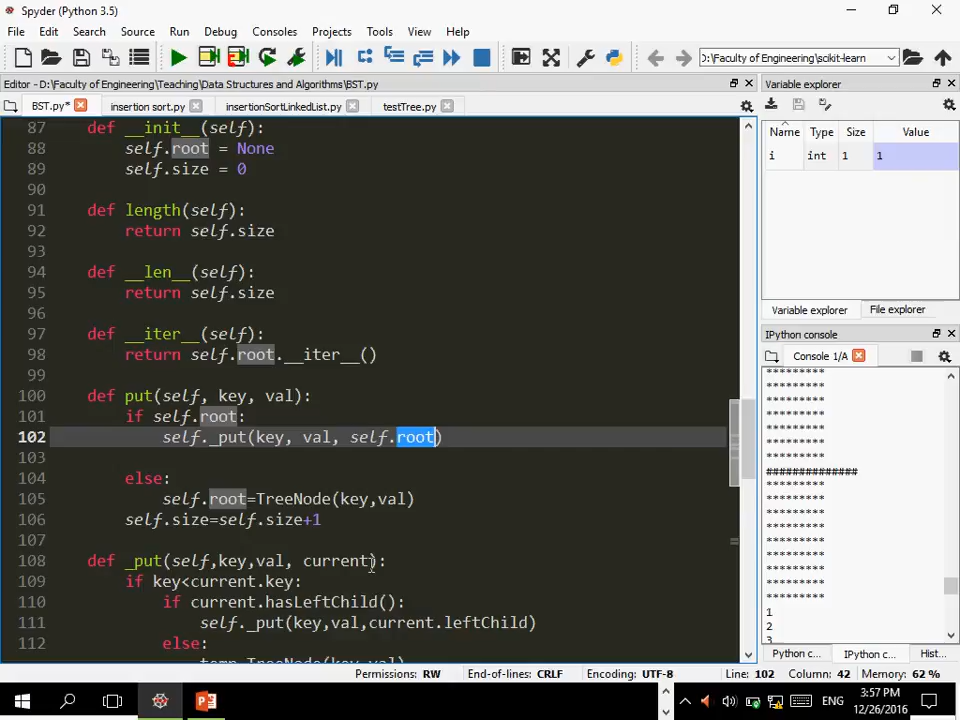 Spyder (Python 3.5)
File Edit Search Source Run Debug Consoles Projects Tools View Help
D:\Faculty of Engineering\scikit-learn
Editor - D:\Faculty of Engineering\Teaching\Data Structures and Algorithms\BST.py
Variable explorer
BST.py* insertion sort.py insertionSortLinkedList.py testTree.py
Name Type Size Value
i int 1 1
87 def __init__(self):
88 self.root = None
89 self.size = 0
90
91 def length(self):
92 return self.size
93
94 def __len__(self):
95 return self.size
96
97 def __iter__(self):
98 return self.root.__iter__()
99
100 def put(self, key, val):
101 if self.root:
102 self._put(key, val, self.root)
103
104 else:
105 self.root=TreeNode(key,val)
106 self.size=self.size+1
107
108 def _put(self,key,val, current):
109 if key<current.key:
110 if current.hasLeftChild():
111 self._put(key,val,current.leftChild)
112 else:
Variable explorer File explorer
IPython console
Console 1/A
*********
*********
*********
*********
*********
*********
*********
##############
*********
*********
*********
*********
*********
*********
*********
*********
*********
1
2
3
Python c... IPython c... Hist...
Permissions: RW End-of-lines: CRLF Encoding: UTF-8 Line: 102 Column: 42 Memory: 62 %
ENG
3:57 PM
12/26/2016